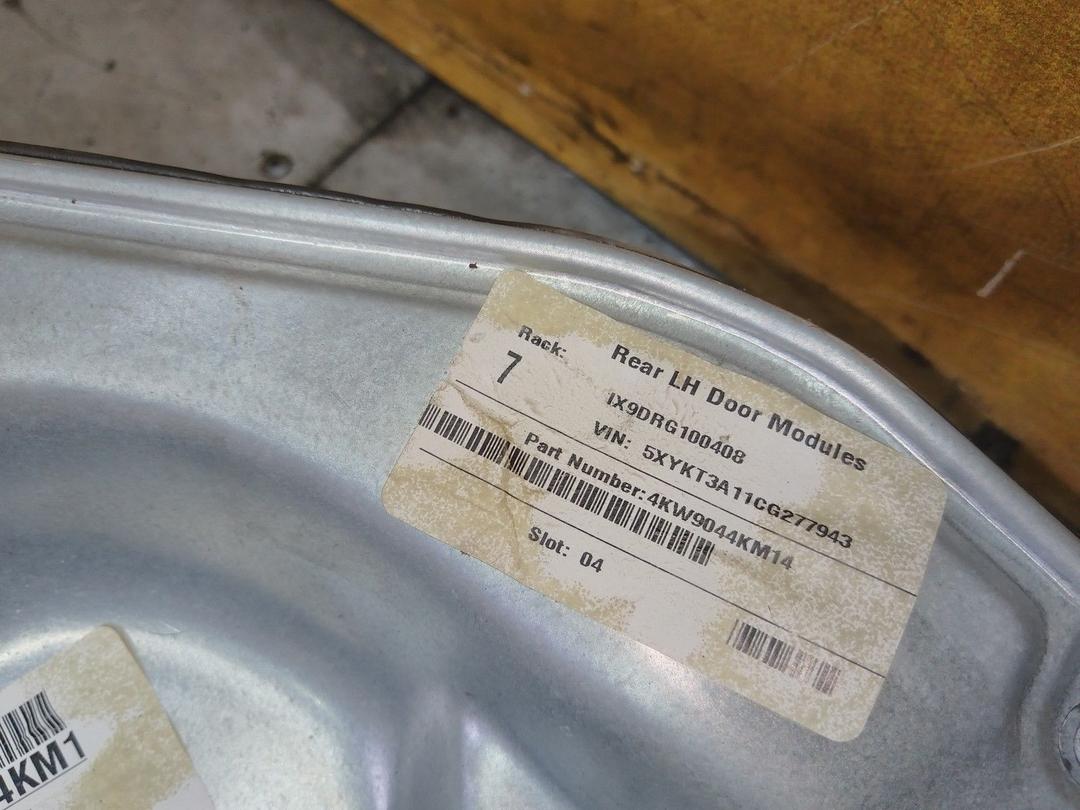 Rear LH Door Modules
Rack:
7
IX9DRG100408
VIN: 5XYKT3A11CG277943
Part Number:4KW9044KM14
Slot: 04
4KM1